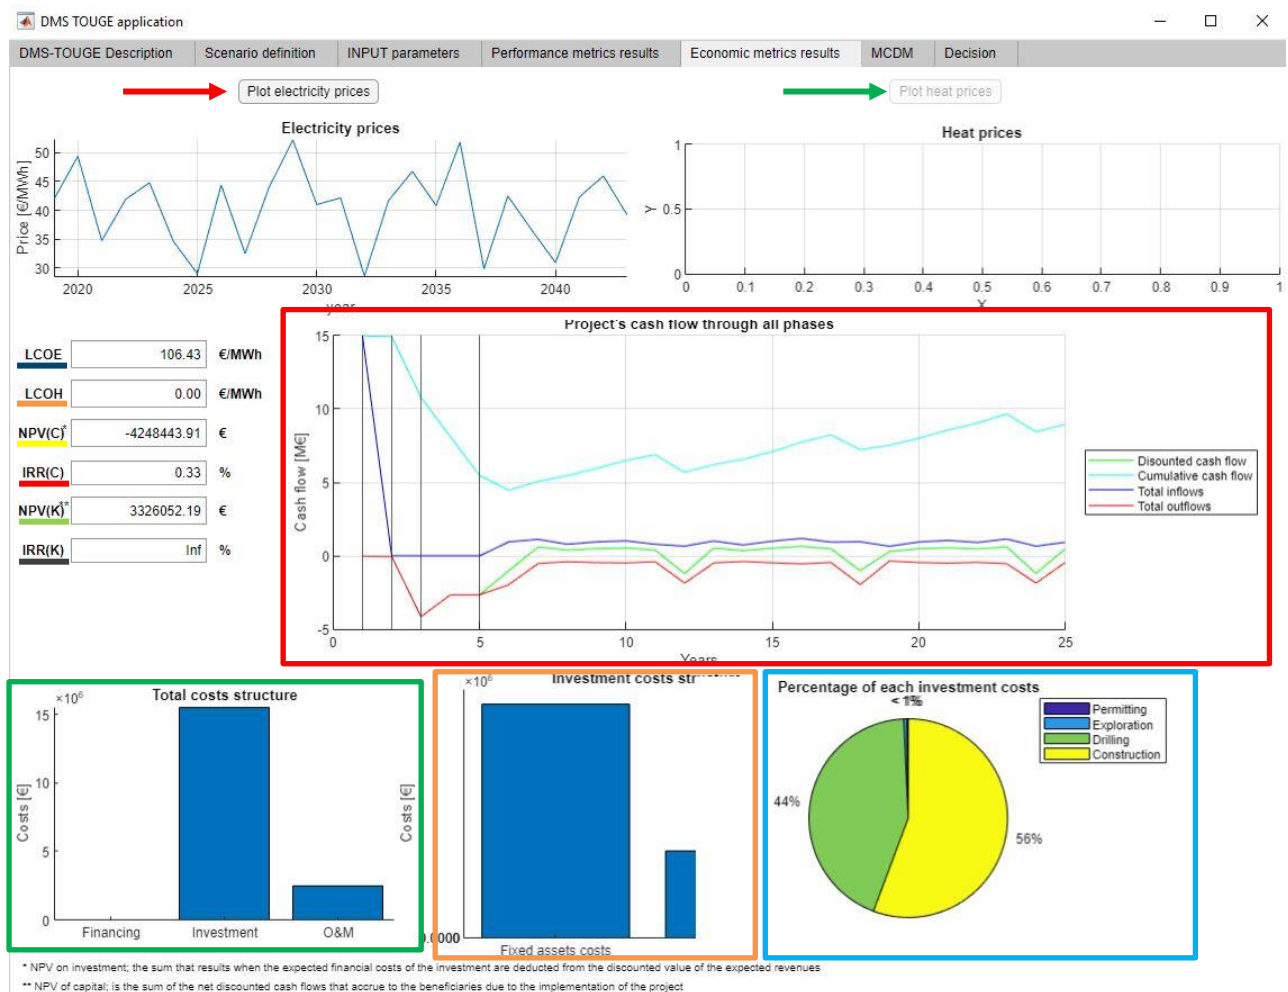 DMS TOUGE application
DMS-TOUGE Description Scenario definition INPUT parameters Performance metrics results Economic metrics results MCDM Decision
Plot electricity prices
Plot heat prices
Electricity prices
Price [€/MWh]
50
45
40
35
30
2020 2025 2030 2035 2040
year
Heat prices
Y
1
0.5
0
0 0.1 0.2 0.3 0.4 0.5 0.6 0.7 0.8 0.9 1
X
LCOE 106.43 €/MWh
LCOH 0.00 €/MWh
NPV(C)* -4248443.91 €
IRR(C) 0.33 %
NPV(K)** 3326052.19 €
IRR(K) Inf %
Project's cash flow through all phases
Cash flow [M€]
15
10
5
0
-5
0 5 10 15 20 25
Years
Disounted cash flow
Cumulative cash flow
Total inflows
Total outflows
×10⁶
Total costs structure
Costs [€]
15
10
5
0
Financing Investment O&M
×10⁶
Investment costs str
Costs [€]
0.0000
Fixed assets costs
Percentage of each investment costs
< 1%
44%
56%
Permitting
Exploration
Drilling
Construction
* NPV on investment; the sum that results when the expected financial costs of the investment are deducted from the discounted value of the expected revenues
** NPV of capital; is the sum of the net discounted cash flows that accrue to the beneficiaries due to the implementation of the project